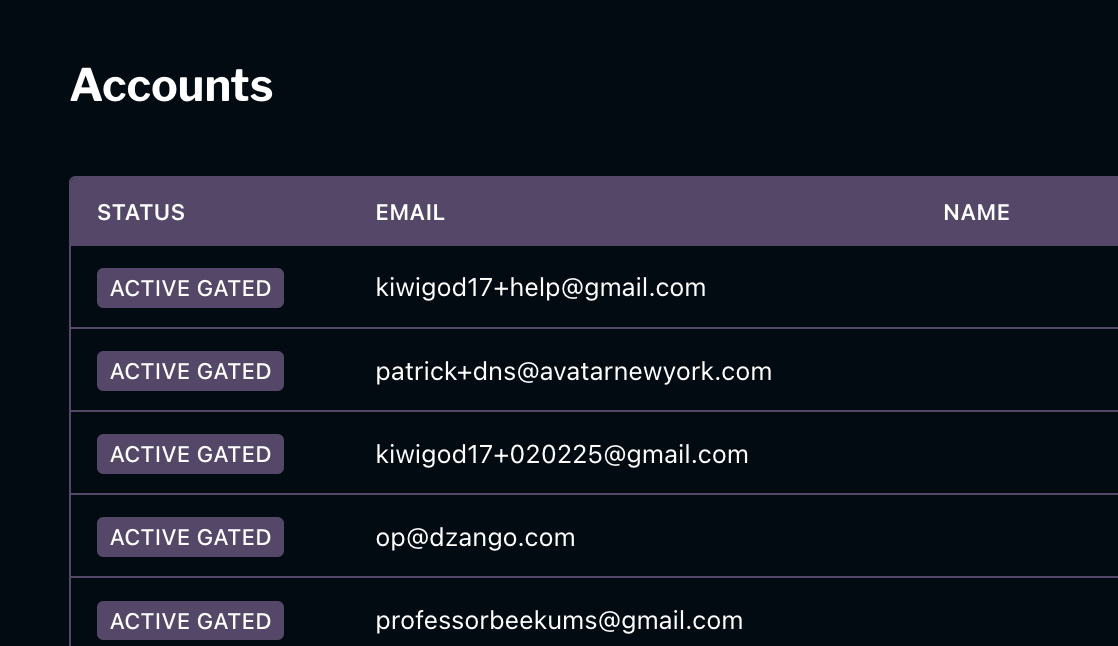 Accounts
STATUS EMAIL NAME
ACTIVE GATED kiwigod17+help@gmail.com
ACTIVE GATED patrick+dns@avatarnewyork.com
ACTIVE GATED kiwigod17+020225@gmail.com
ACTIVE GATED op@dzango.com
ACTIVE GATED professorbeekums@gmail.com